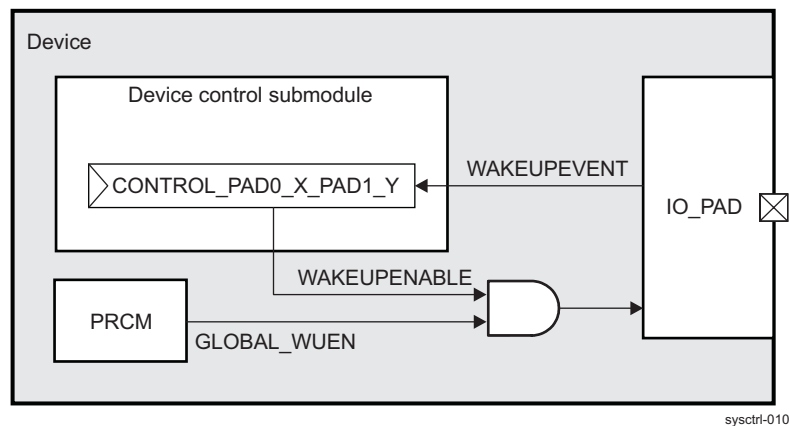 Device
Device control submodule
CONTROL_PAD0_X_PAD1_Y
WAKEUPEVENT
IO_PAD
WAKEUPENABLE
PRCM
GLOBAL_WUEN
sysctrl-010